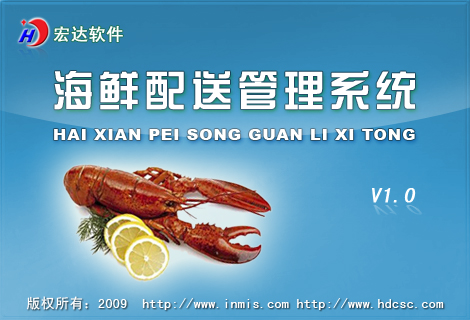 宏达软件
海鲜配送管理系统
HAI XIAN PEI SONG GUAN LI XI TONG
V1.0
版权所有：2009 http://www.inmis.com http://www.hdcsc.com